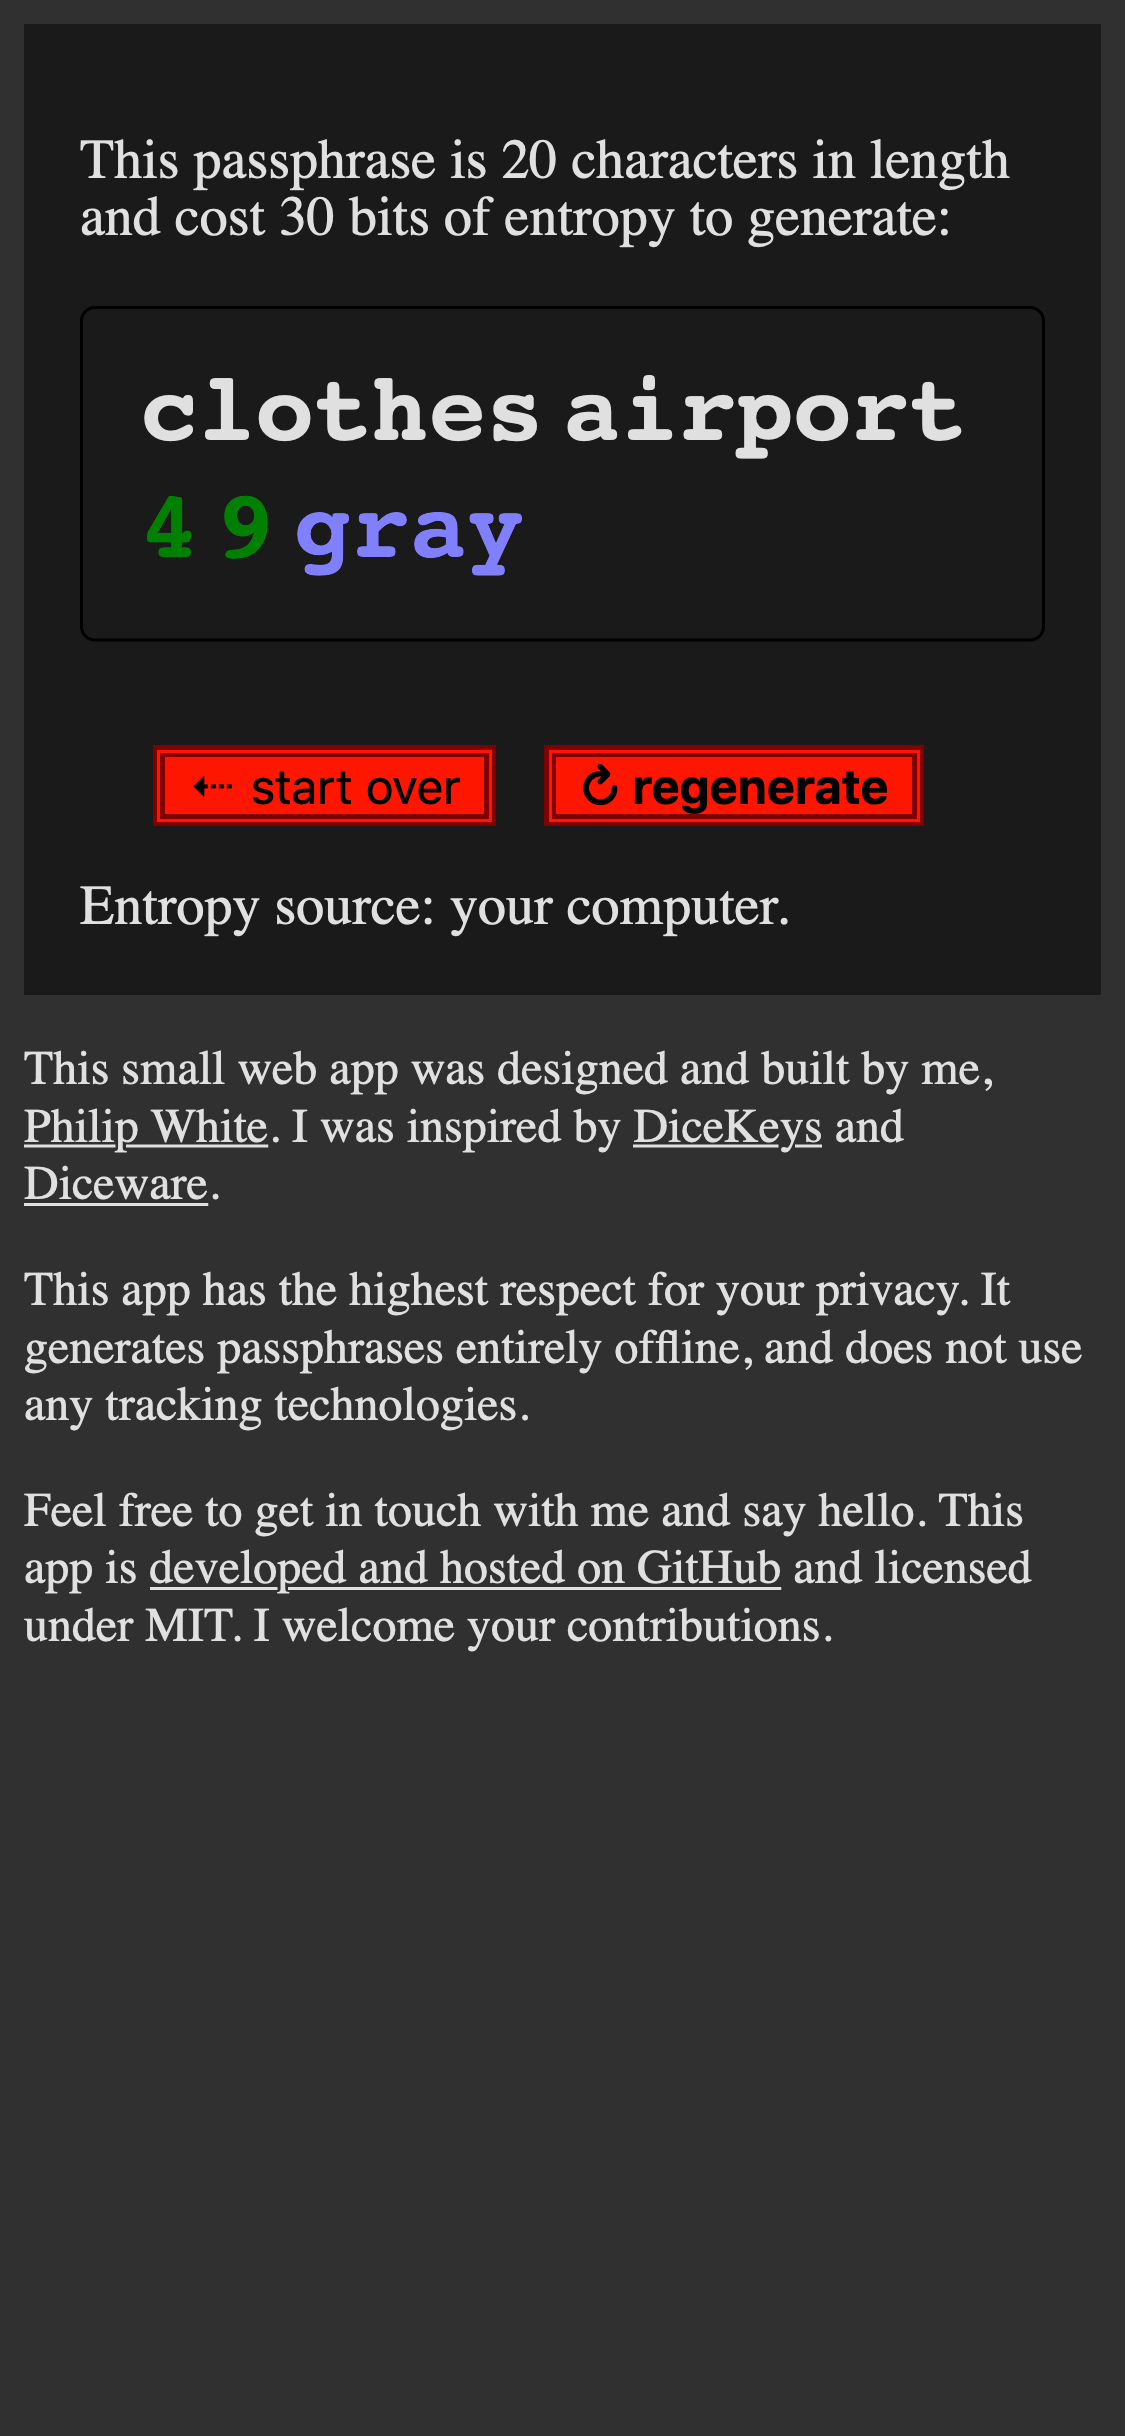 This passphrase is 20 characters in length
and cost 30 bits of entropy to generate:
clothes airport
4 9 gray
⇠ start over
↻ regenerate
Entropy source: your computer.
This small web app was designed and built by me,
Philip White. I was inspired by DiceKeys and
Diceware.
This app has the highest respect for your privacy. It
generates passphrases entirely offline, and does not use
any tracking technologies.
Feel free to get in touch with me and say hello. This
app is developed and hosted on GitHub and licensed
under MIT. I welcome your contributions.